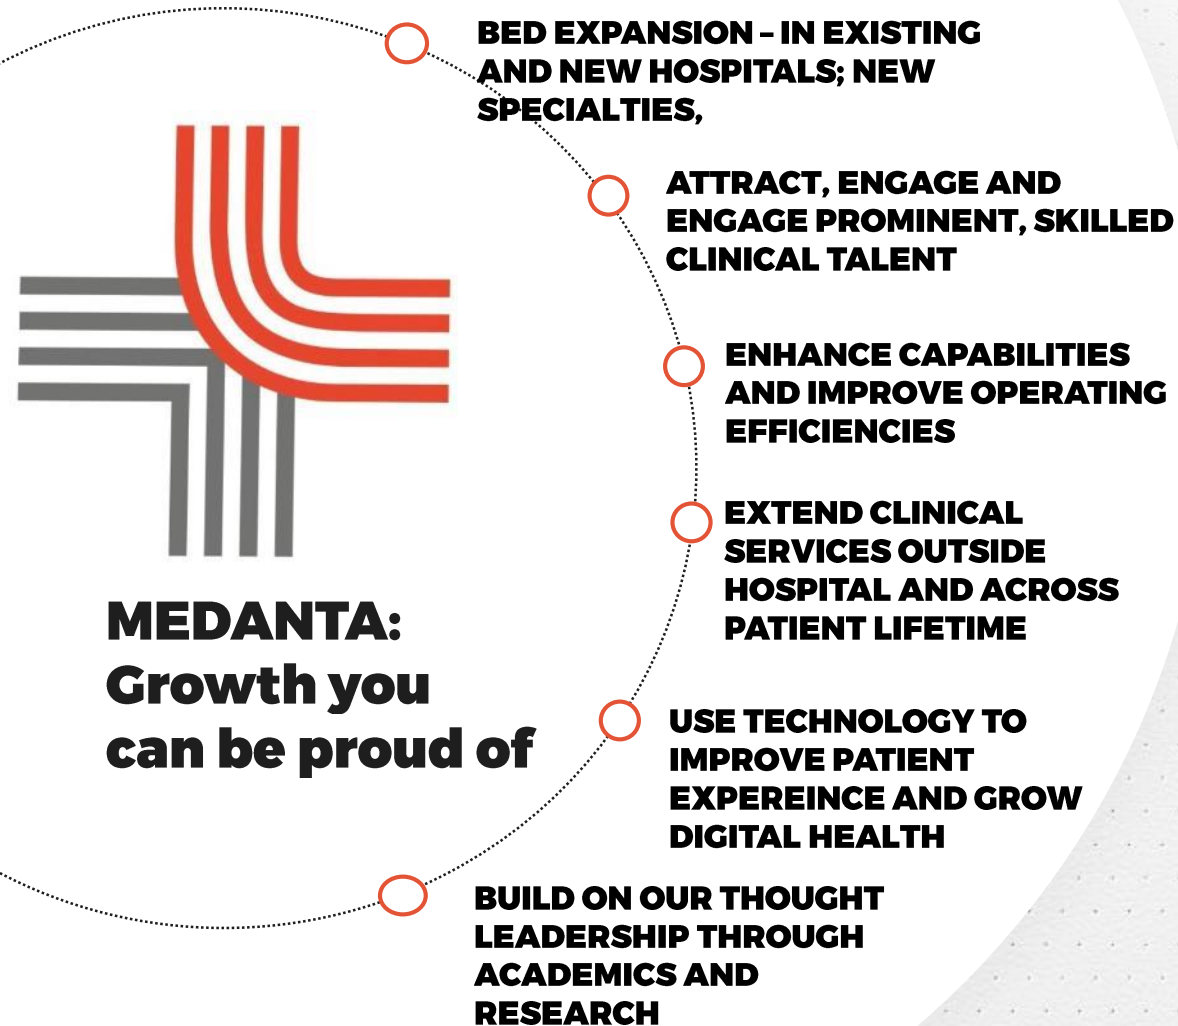 BED EXPANSION – IN EXISTING
AND NEW HOSPITALS; NEW
SPECIALTIES,
ATTRACT, ENGAGE AND
ENGAGE PROMINENT, SKILLED
CLINICAL TALENT
ENHANCE CAPABILITIES
AND IMPROVE OPERATING
EFFICIENCIES
EXTEND CLINICAL
SERVICES OUTSIDE
HOSPITAL AND ACROSS
PATIENT LIFETIME
MEDANTA:
Growth you
can be proud of
USE TECHNOLOGY TO
IMPROVE PATIENT
EXPEREINCE AND GROW
DIGITAL HEALTH
BUILD ON OUR THOUGHT
LEADERSHIP THROUGH
ACADEMICS AND
RESEARCH